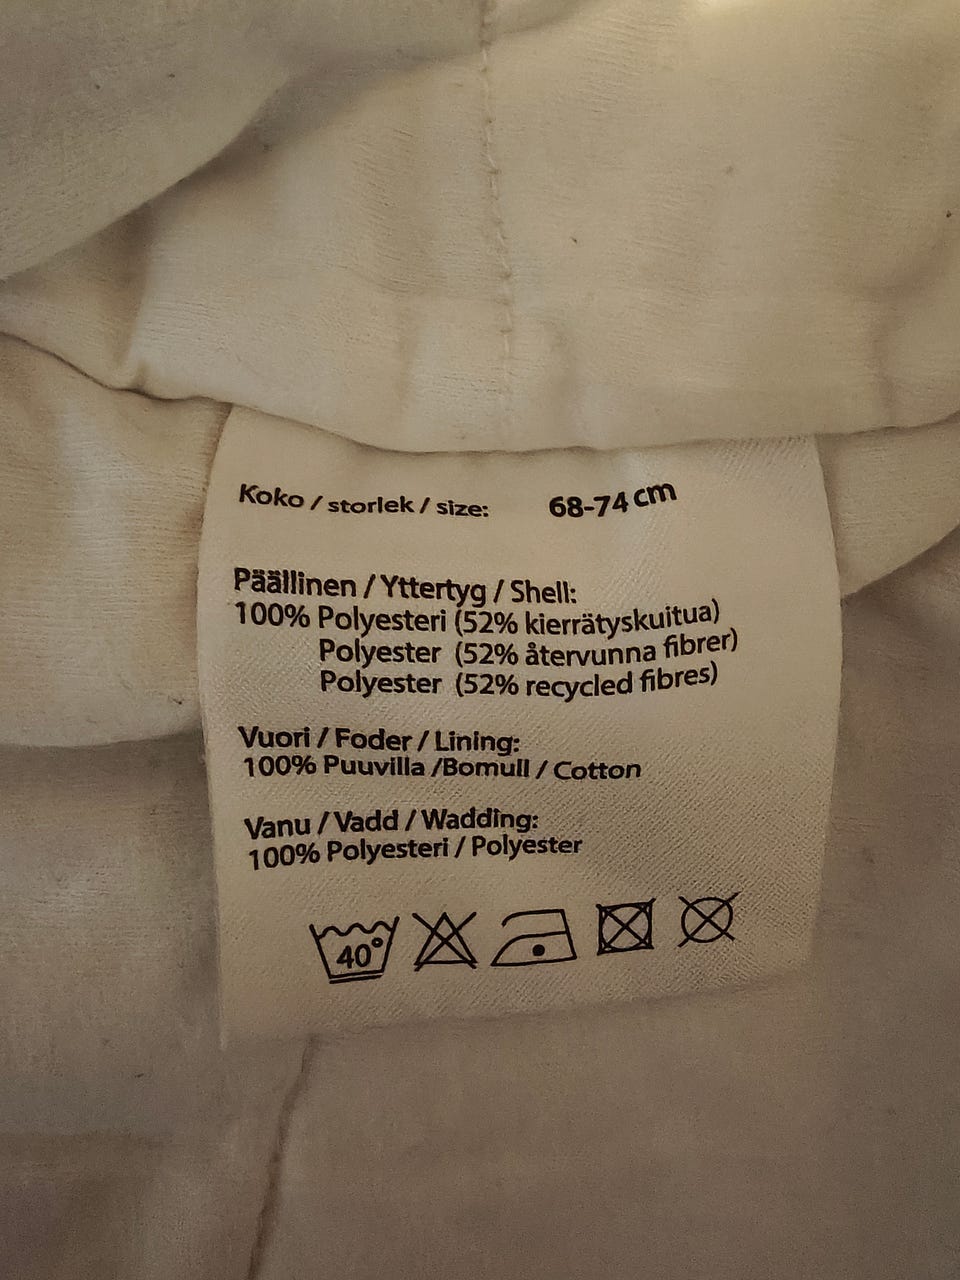 Koko / storlek / size: 68-74 cm
Päällinen / Yttertyg / Shell:
100% Polyesteri (52% kierrätyskuitua)
Polyester (52% återvunna fibrer)
Polyester (52% recycled fibres)
Vuori / Foder / Lining:
100% Puuvilla /Bomull / Cotton
Vanu / Vadd / Wadding:
100% Polyesteri / Polyester
40°